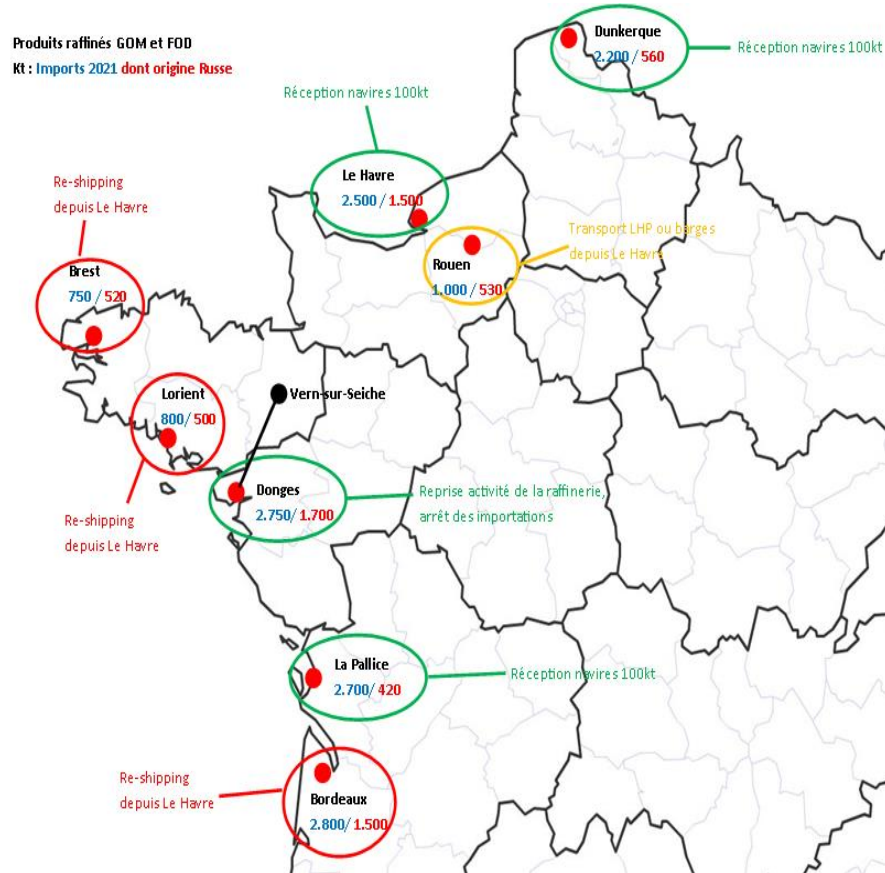 Produits raffinés GOM et FOD
Kt : Imports 2021 dont origine Russe
Dunkerque
2.200 / 560
Réception navires 100kt
Réception navires 100kt
Le Havre
2.500 / 1.500
Re-shipping
depuis Le Havre
Transport LHP ou barges
depuis Le Havre
Rouen
1.000 / 530
Brest
750 / 520
Lorient
800/ 500
Vern-sur-Seiche
Donges
2.750/ 1.700
Reprise activité de la raffinerie,
arrêt des importations
Re-shipping
depuis Le Havre
La Pallice
2.700/ 420
Réception navires 100kt
Re-shipping
depuis Le Havre
Bordeaux
2.800/ 1.500